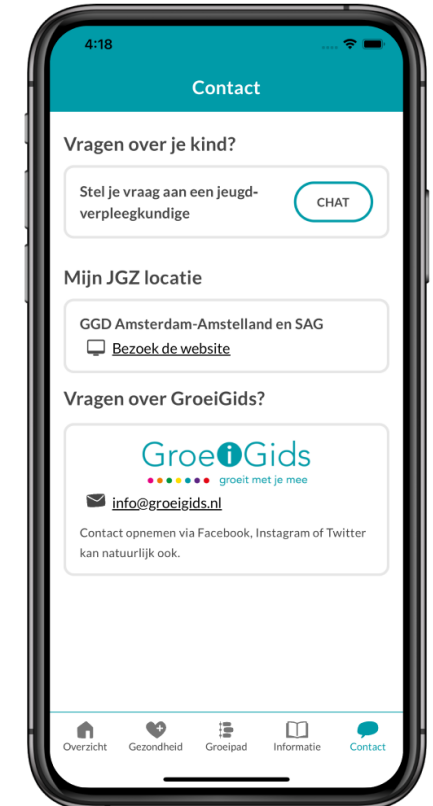 4:18
Contact
Vragen over je kind?
Stel je vraag aan een jeugd-
verpleegkundige
CHAT
Mijn JGZ locatie
GGD Amsterdam-Amstelland en SAG
Bezoek de website
Vragen over GroeiGids?
GroeiGids
groeit met je mee
info@groeigids.nl
Contact opnemen via Facebook, Instagram of Twitter
kan natuurlijk ook.
Overzicht Gezondheid Groeipad Informatie Contact